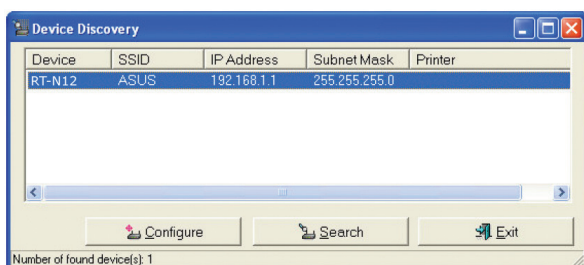 Device Discovery
Device SSID IP Address Subnet Mask Printer
RT-N12 ASUS 192.168.1.1 255.255.255.0
Configure Search Exit
Number of found device(s): 1